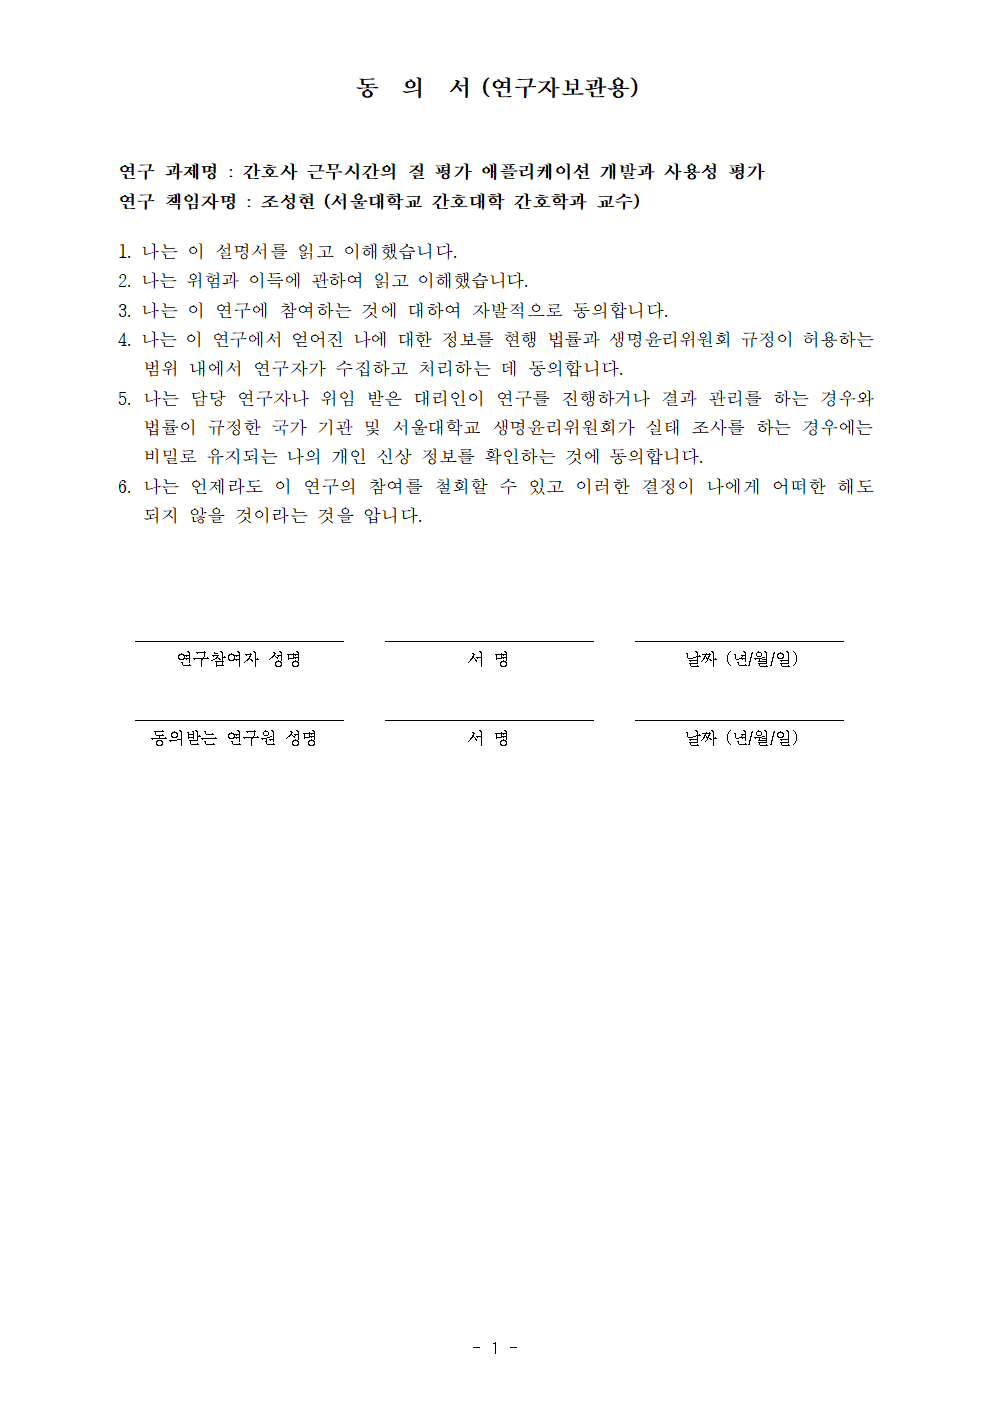 동 의 서 (연구자보관용)
연구 과제명 : 간호사 근무시간의 질 평가 애플리케이션 개발과 사용성 평가
연구 책임자명 : 조성현 (서울대학교 간호대학 간호학과 교수)
1. 나는 이 설명서를 읽고 이해했습니다.
2. 나는 위험과 이득에 관하여 읽고 이해했습니다.
3. 나는 이 연구에 참여하는 것에 대하여 자발적으로 동의합니다.
4. 나는 이 연구에서 얻어진 나에 대한 정보를 현행 법률과 생명윤리위원회 규정이 허용하는
범위 내에서 연구자가 수집하고 처리하는 데 동의합니다.
5. 나는 담당 연구자나 위임 받은 대리인이 연구를 진행하거나 결과 관리를 하는 경우와
법률이 규정한 국가 기관 및 서울대학교 생명윤리위원회가 실태 조사를 하는 경우에는
비밀로 유지되는 나의 개인 신상 정보를 확인하는 것에 동의합니다.
6. 나는 언제라도 이 연구의 참여를 철회할 수 있고 이러한 결정이 나에게 어떠한 해도
되지 않을 것이라는 것을 압니다.
연구참여자 성명 서 명 날짜 (년/월/일)
동의받는 연구원 성명 서 명 날짜 (년/월/일)
- 1 -